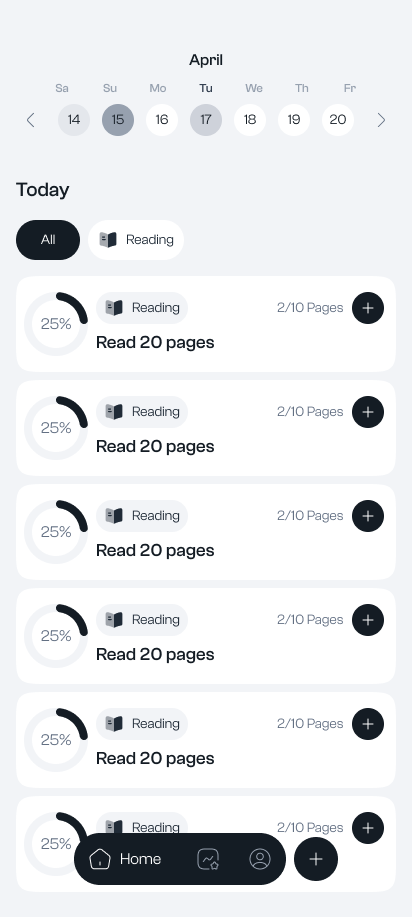 April
Sa Su Mo Tu We Th Fr
14 15 16 17 18 19 20
Today
All Reading
25% Reading 2/10 Pages
Read 20 pages
25% Reading 2/10 Pages
Read 20 pages
25% Reading 2/10 Pages
Read 20 pages
25% Reading 2/10 Pages
Read 20 pages
25% Reading 2/10 Pages
Read 20 pages
25% Reading 2/10 Pages
Home